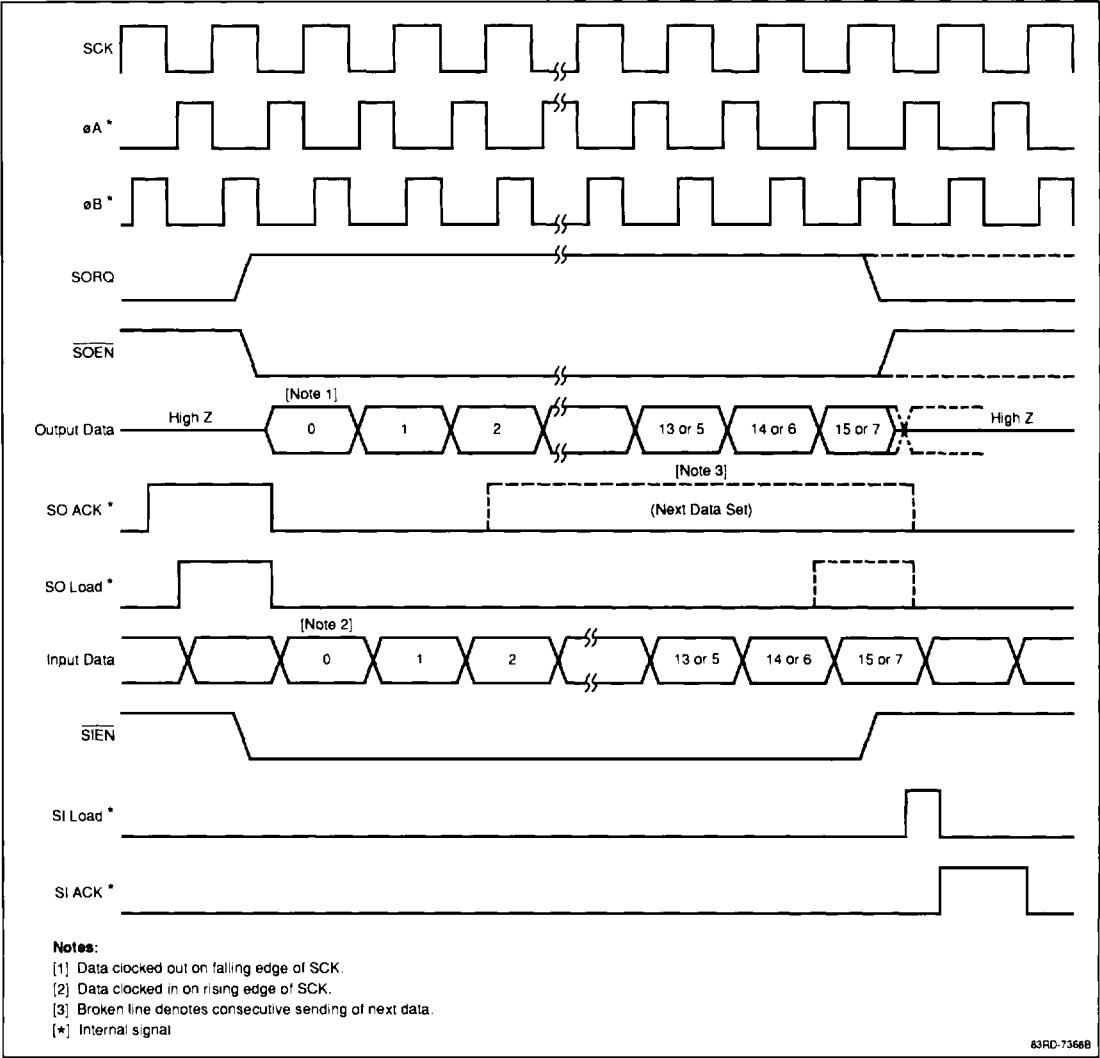 SCK
øA *
øB *
SORQ
SOEN
[Note 1]
Output Data High Z 0 1 2 13 or 5 14 or 6 15 or 7 High Z
[Note 3]
SO ACK * (Next Data Set)
SO Load *
[Note 2]
Input Data 0 1 2 13 or 5 14 or 6 15 or 7
SIEN
SI Load *
SI ACK *
Notes:
[1] Data clocked out on falling edge of SCK.
[2] Data clocked in on rising edge of SCK.
[3] Broken line denotes consecutive sending of next data.
[*] Internal signal
83RD-7368B